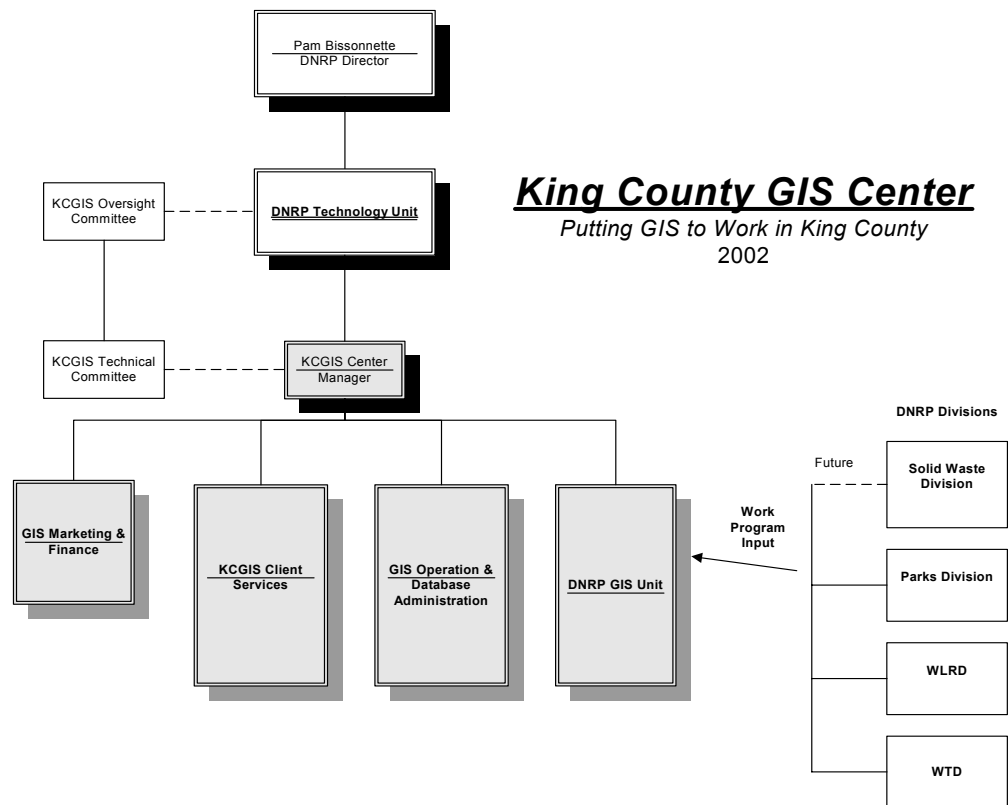 Pam Bissonnette
DNRP Director
King County GIS Center
Putting GIS to Work in King County
2002
KCGIS Oversight
Committee
DNRP Technology Unit
KCGIS Technical
Committee
KCGIS Center
Manager
GIS Marketing &
Finance
KCGIS Client
Services
GIS Operation &
Database
Administration
DNRP GIS Unit
Work
Program
Input
DNRP Divisions
Future
Solid Waste
Division
Parks Division
WLRD
WTD